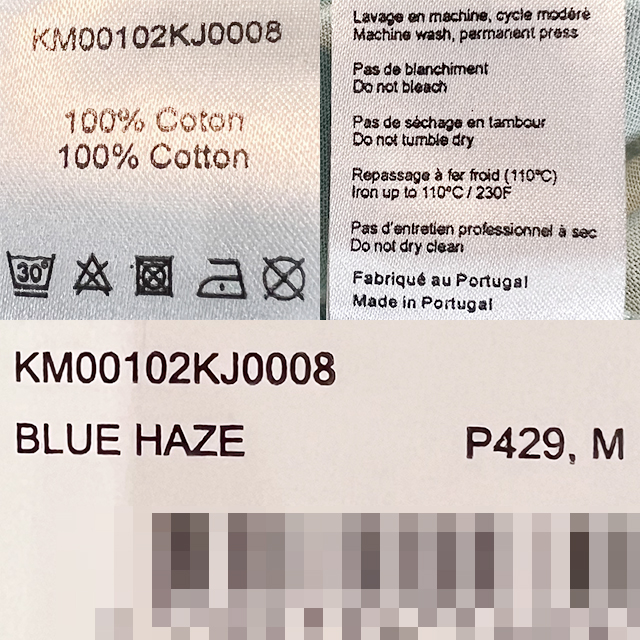 KM00102KJ0008
100% Coton
100% Cotton
30°
Lavage en machine, cycle modéré
Machine wash, permanent press
Pas de blanchiment
Do not bleach
Pas de séchage en tambour
Do not tumble dry
Repassage à fer froid (110°C)
Iron up to 110°C / 230F
Pas d'entretien professionnel à sec
Do not dry clean
Fabriqué au Portugal
Made in Portugal
KM00102KJ0008
BLUE HAZE P429, M